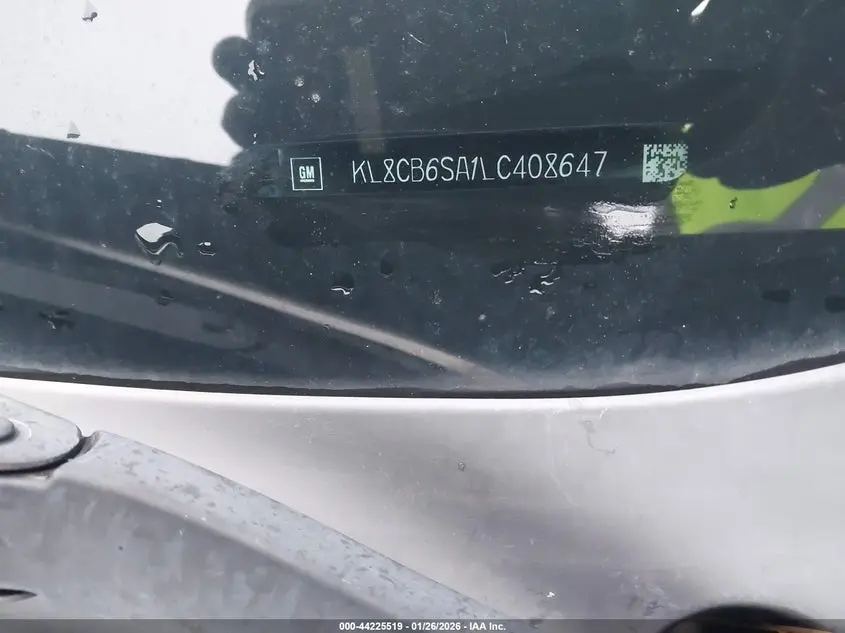 GM
KL8CB6SA1LC408647
000-44225519 - 01/26/2026 - IAA Inc.